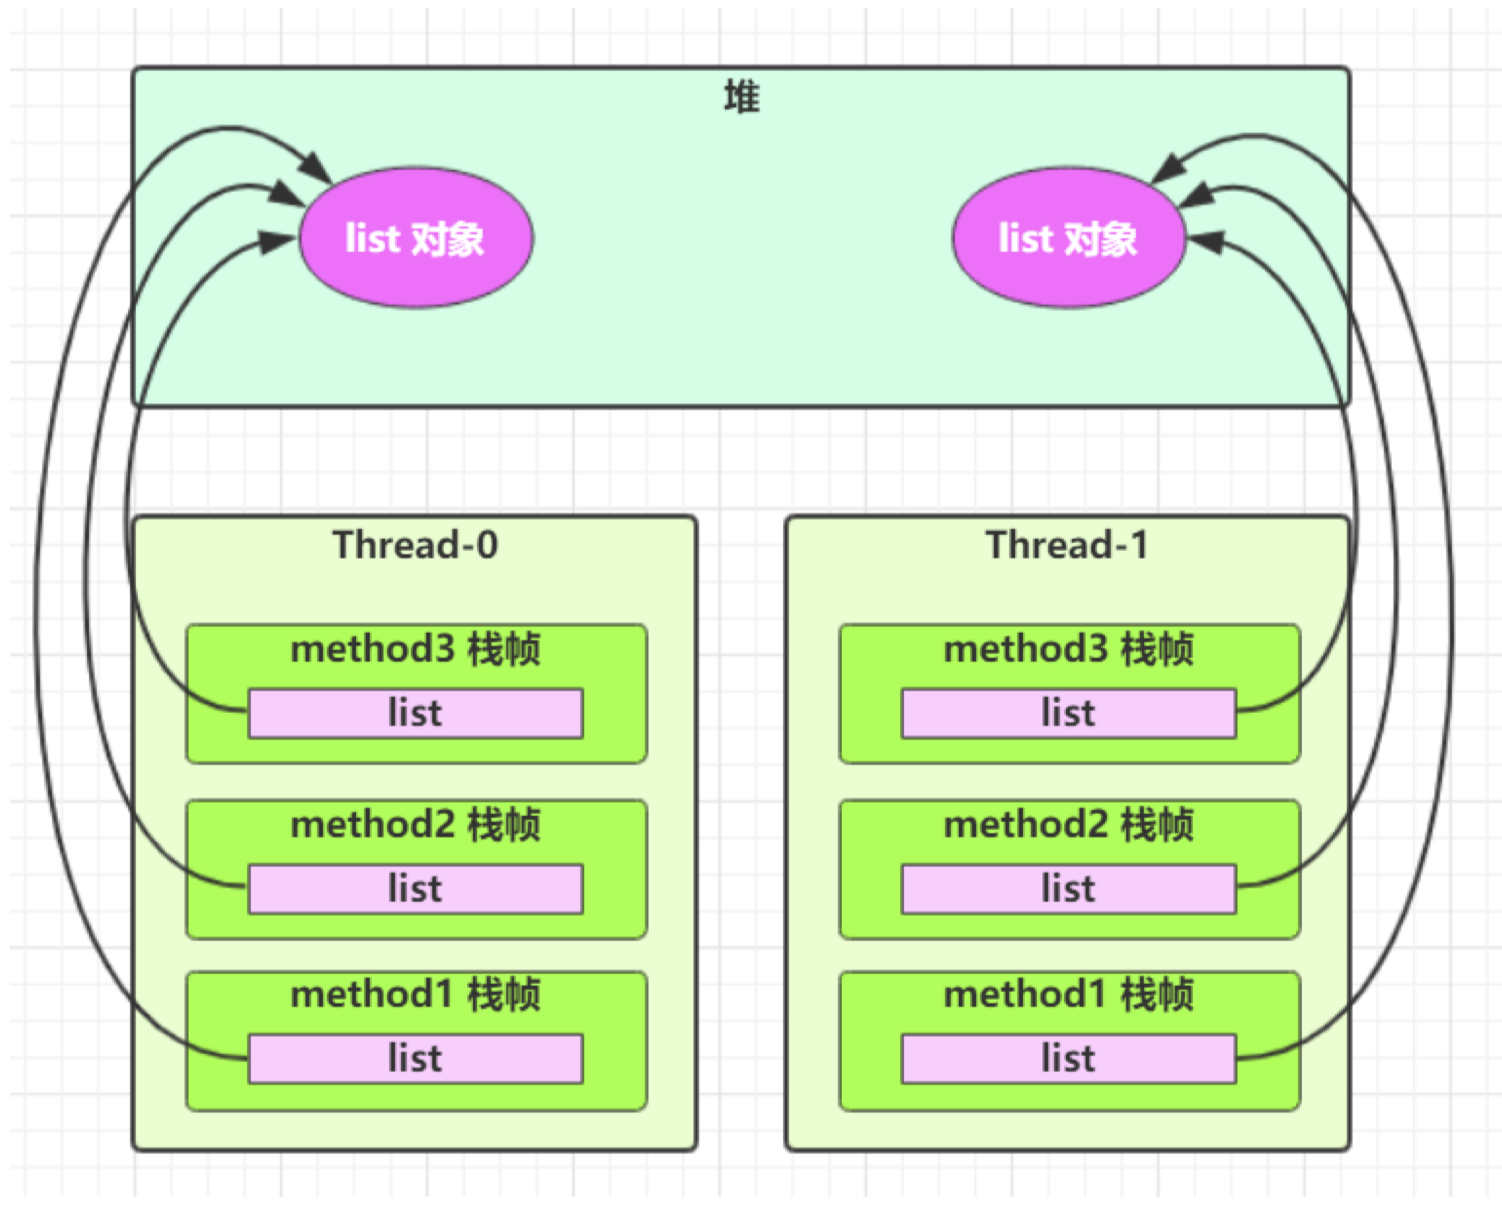 堆
list 对象
list 对象
Thread-0
method3 栈帧
list
method2 栈帧
list
method1 栈帧
list
Thread-1
method3 栈帧
list
method2 栈帧
list
method1 栈帧
list